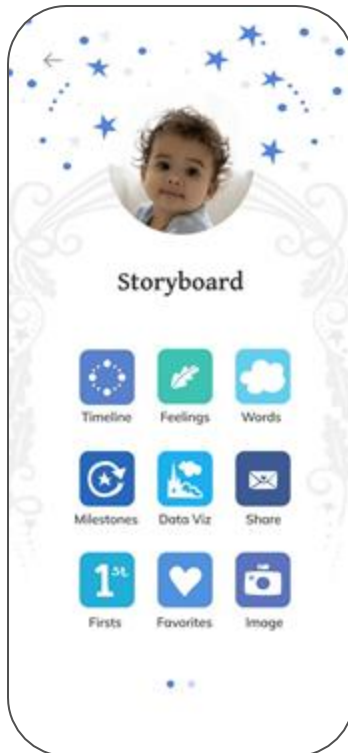 Storyboard
Timeline Feelings Words
Milestones Data Viz Share
1st
Firsts Favorites Image